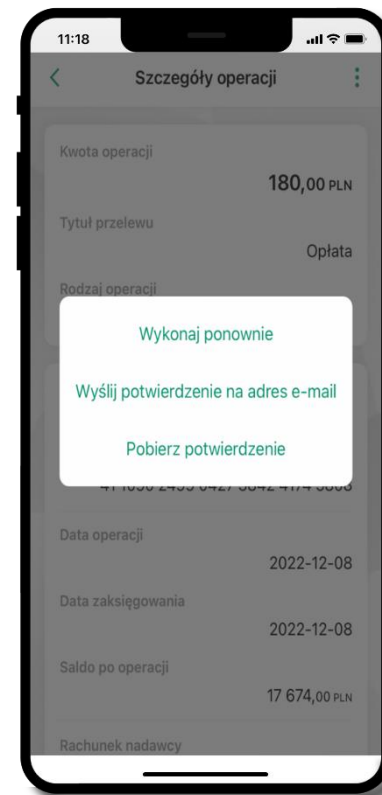 11:18
Szczegóły operacji
Kwota operacji
180,00 PLN
Tytuł przelewu
Opłata
Rodzaj operacji
Wykonaj ponownie
Wyślij potwierdzenie na adres e-mail
Pobierz potwierdzenie
Data operacji
2022-12-08
Data zaksięgowania
2022-12-08
Saldo po operacji
17 674,00 PLN
Rachunek nadawcy